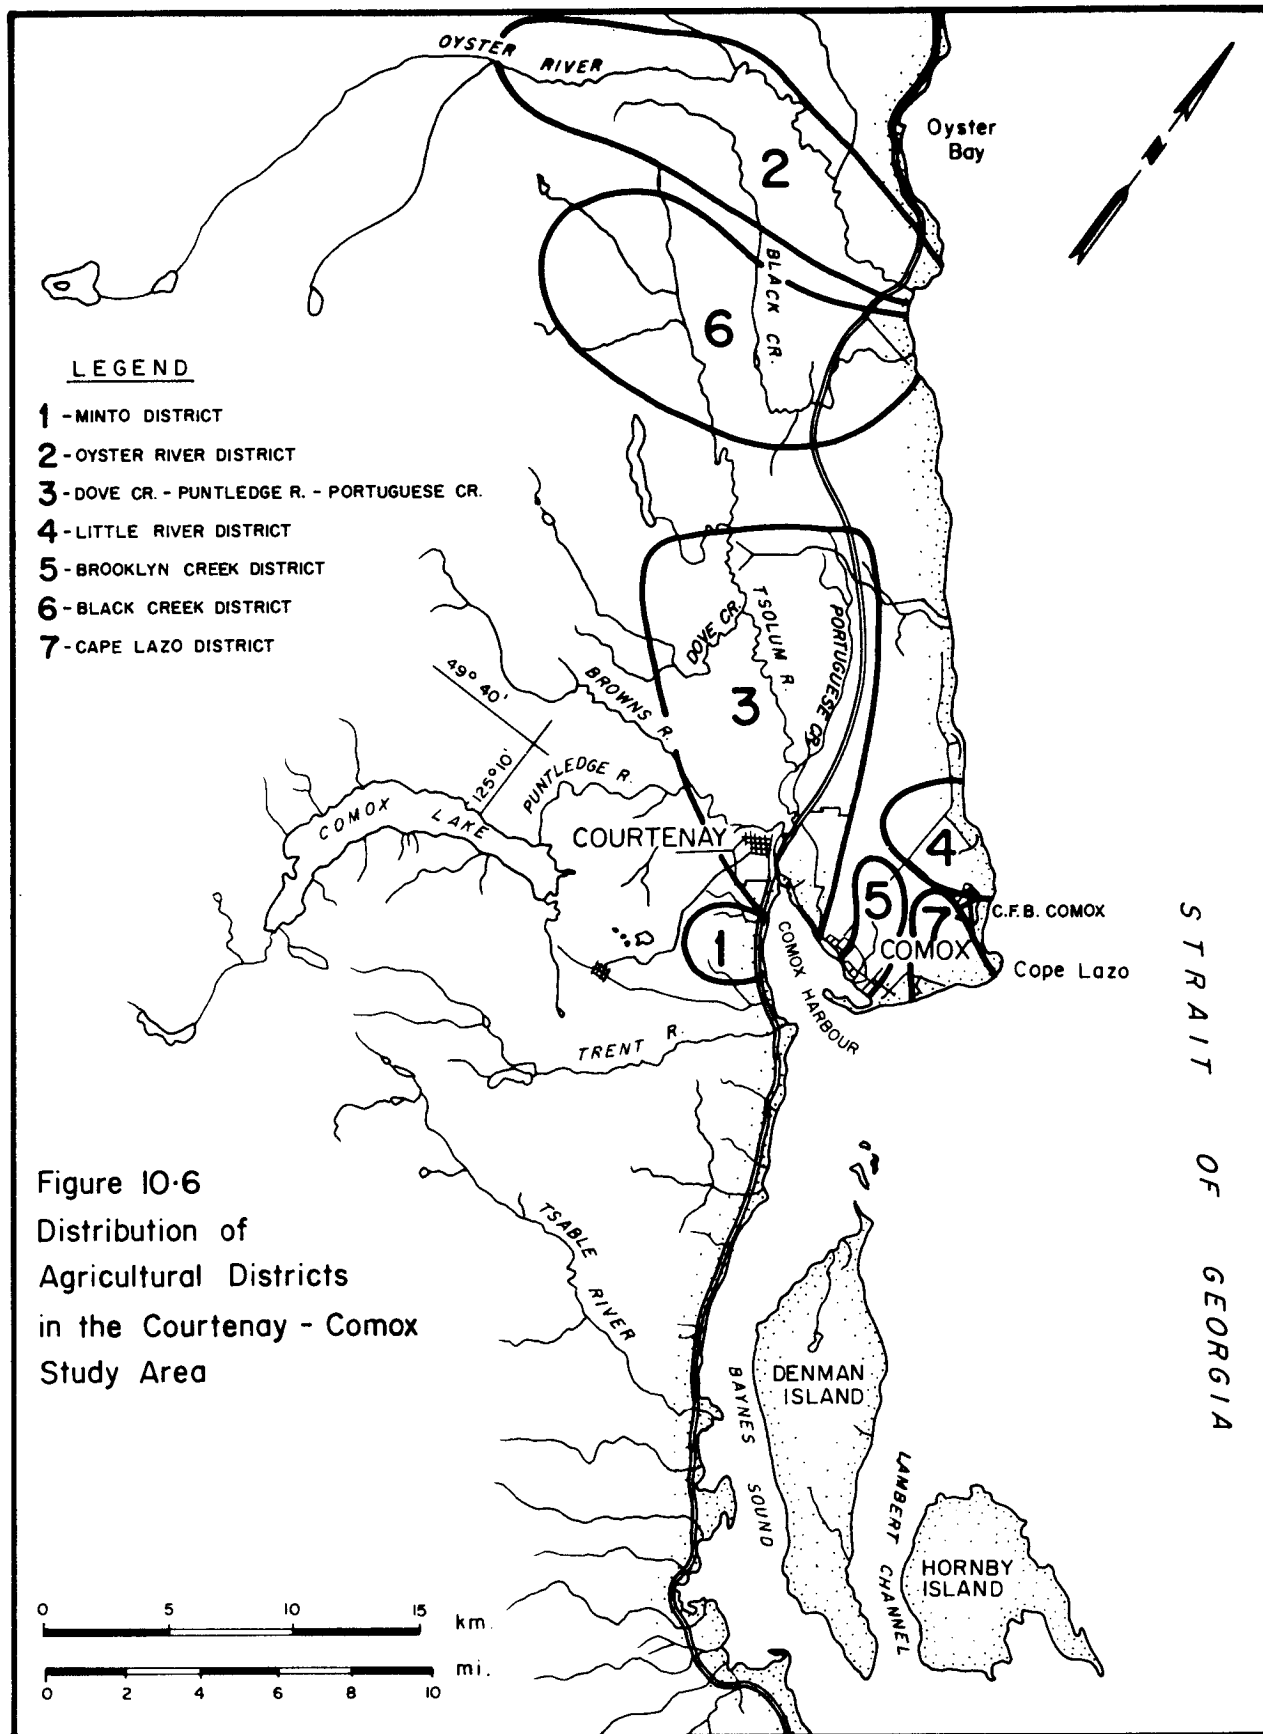 OYSTER RIVER
Oyster
Bay
2
BLACK CR.
6
LEGEND
1 - MINTO DISTRICT
2 - OYSTER RIVER DISTRICT
3 - DOVE CR. - PUNTLEDGE R. - PORTUGUESE CR.
4 - LITTLE RIVER DISTRICT
5 - BROOKLYN CREEK DISTRICT
6 - BLACK CREEK DISTRICT
7 - CAPE LAZO DISTRICT
DOVE CR.
TSOLUM R.
PORTUGUESE CR.
49° 40'
125° 10'
BROWNS R.
3
PUNTLEDGE R.
COMOX LAKE
COURTENAY
4
5
7
C.F.B. COMOX
1
COMOX
Cope Lazo
COMOX HARBOUR
TRENT R.
STRAIT OF GEORGIA
Figure 10·6
Distribution of
Agricultural Districts
in the Courtenay - Comox
Study Area
TSABLE RIVER
BAYNES SOUND
DENMAN
ISLAND
LAMBERT CHANNEL
HORNBY
ISLAND
0 5 10 15 km.
mi.
0 2 4 6 8 10